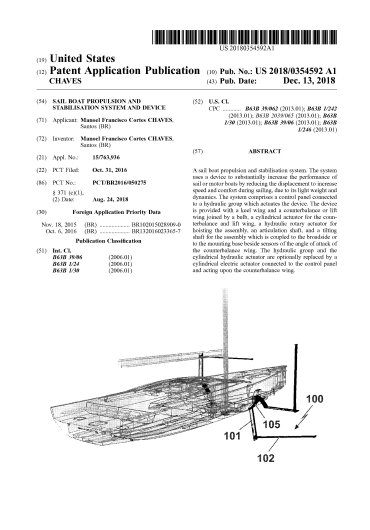 US 20180354592A1
(19) United States
(12) Patent Application Publication
(10) Pub. No.: US 2018/0354592 A1
CHAVES
(43) Pub. Date: Dec. 13, 2018
(54) SAIL BOAT PROPULSION AND
STABILISATION SYSTEM AND DEVICE
(71) Applicant: Manoel Francisco Cortes CHAVES,
Santos (BR)
(72) Inventor: Manoel Francisco Cortes CHAVES,
Santos (BR)
(21) Appl. No.: 15/763,936
(22) PCT Filed: Oct. 31, 2016
(86) PCT No.: PCT/BR2016/050275
§ 371 (c)(1),
(2) Date: Aug. 24, 2018
(30) Foreign Application Priority Data
Nov. 18, 2015 (BR) .................. BR102015028909-0
Oct. 6, 2016 (BR) .................. BR132016023365-7
Publication Classification
(51) Int. Cl.
B63B 39/06 (2006.01)
B63B 1/24 (2006.01)
B63B 1/30 (2006.01)
(52) U.S. Cl.
CPC .......... B63B 39/062 (2013.01); B63B 1/242
(2013.01); B63B 2039/065 (2013.01); B63B
1/30 (2013.01); B63B 39/06 (2013.01); B63B
1/246 (2013.01)
(57) ABSTRACT
A sail boat propulsion and stabilisation system. The system
uses a device to substantially increase the performance of
sail or motor boats by reducing the displacement to increase
speed and comfort during sailing, due to its light weight and
dynamics. The system comprises a control panel connected
to a hydraulic group which actuates the device. The device
is provided with a keel wing and a counterbalance or lift
wing joined by a bulb, a cylindrical actuator for the coun-
terbalance and lift wing, a hydraulic rotary actuator for
hoisting the assembly, an articulation shaft, and a tilting
shaft for the assembly which is coupled to the broadside or
to the mounting base beside sensors of the angle of attack of
the counterbalance wing. The hydraulic group and the
cylindrical hydraulic actuator are optionally replaced by a
cylindrical electric actuator connected to the control panel
and acting upon the counterbalance wing.
100
105
101
102